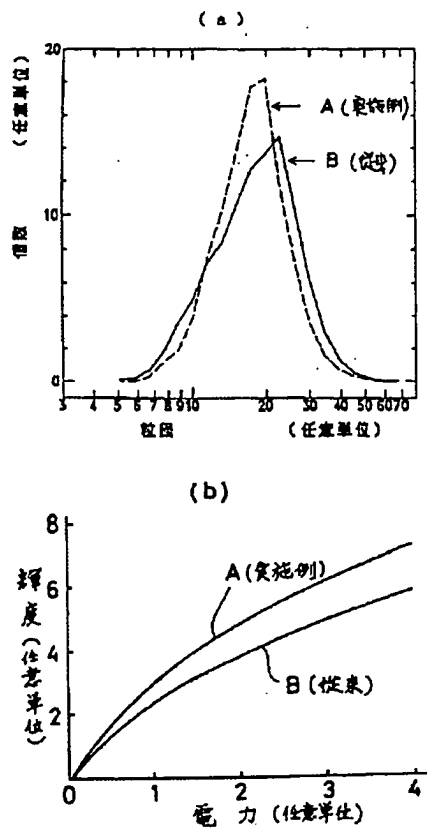 (a)
(任意単位)
個数
20
10
0
A (実施例)
B (従来)
3 4 5 6 7 8 9 10 20 30 40 50 60 70
粒図 (任意単位)
(b)
輝度 (任意単位)
8
6
4
2
A (実施例)
B (従来)
0 1 2 3 4
電力 (任意単位)